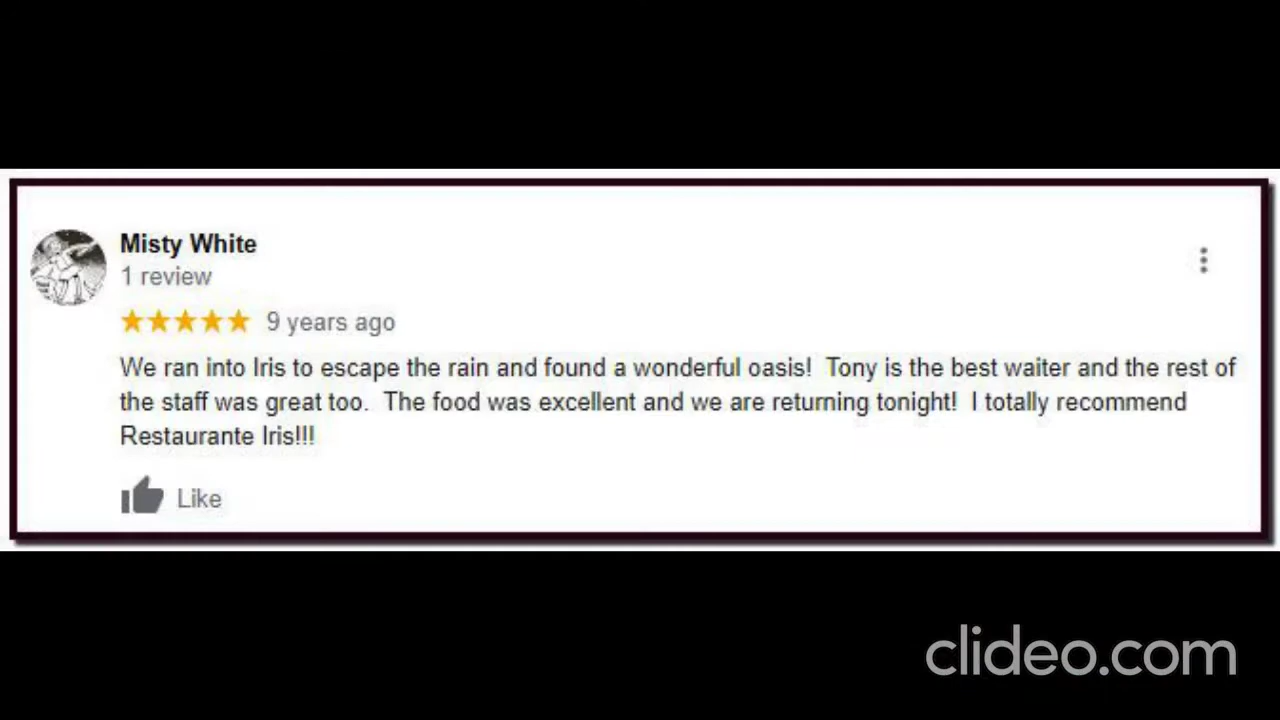 Misty White
1 review
9 years ago
We ran into Iris to escape the rain and found a wonderful oasis!  Tony is the best waiter and the rest of
the staff was great too.  The food was excellent and we are returning tonight!  I totally recommend
Restaurante Iris!!!
Like
clideo.com